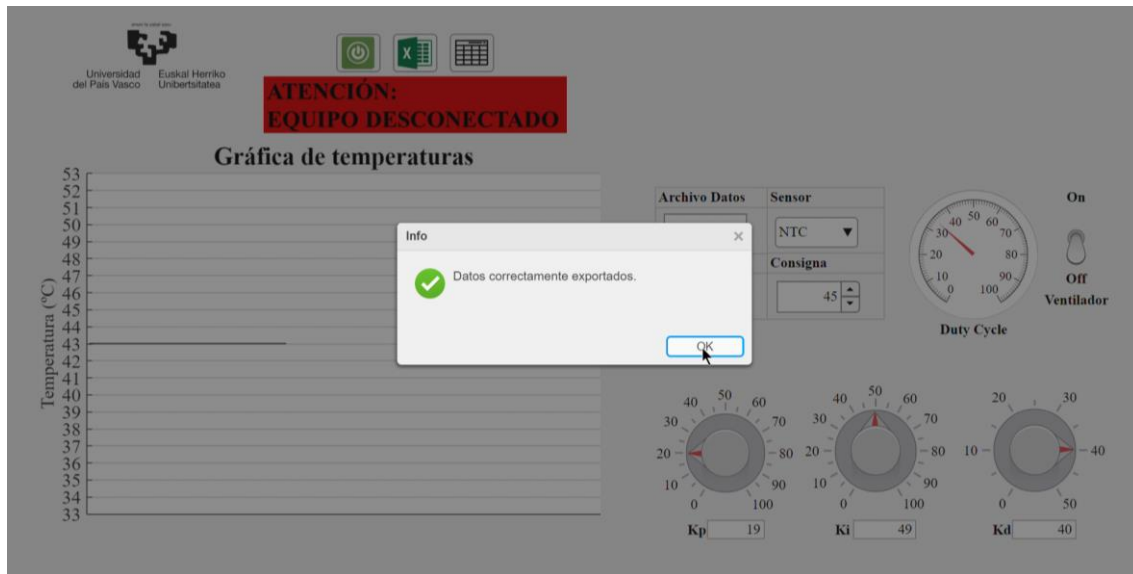 Universidad
del País Vasco
Euskal Herriko
Unibertsitatea
X
ATENCIÓN:
EQUIPO DESCONECTADO
Gráfica de temperaturas
53
52
51
50
49
48
47
46
45
44
43
42
41
40
39
38
37
36
35
34
33
Temperatura (ºC)
Archivo Datos
Sensor
NTC
Consigna
45
Info
Datos correctamente exportados.
OK
0
10
20
30
40
50
60
70
80
90
100
Duty Cycle
On
Off
Ventilador
0
10
20
30
40
50
60
70
80
90
100
Kp 19
0
10
20
30
40
50
60
70
80
90
100
Ki 49
0
10
20
30
40
50
Kd 40